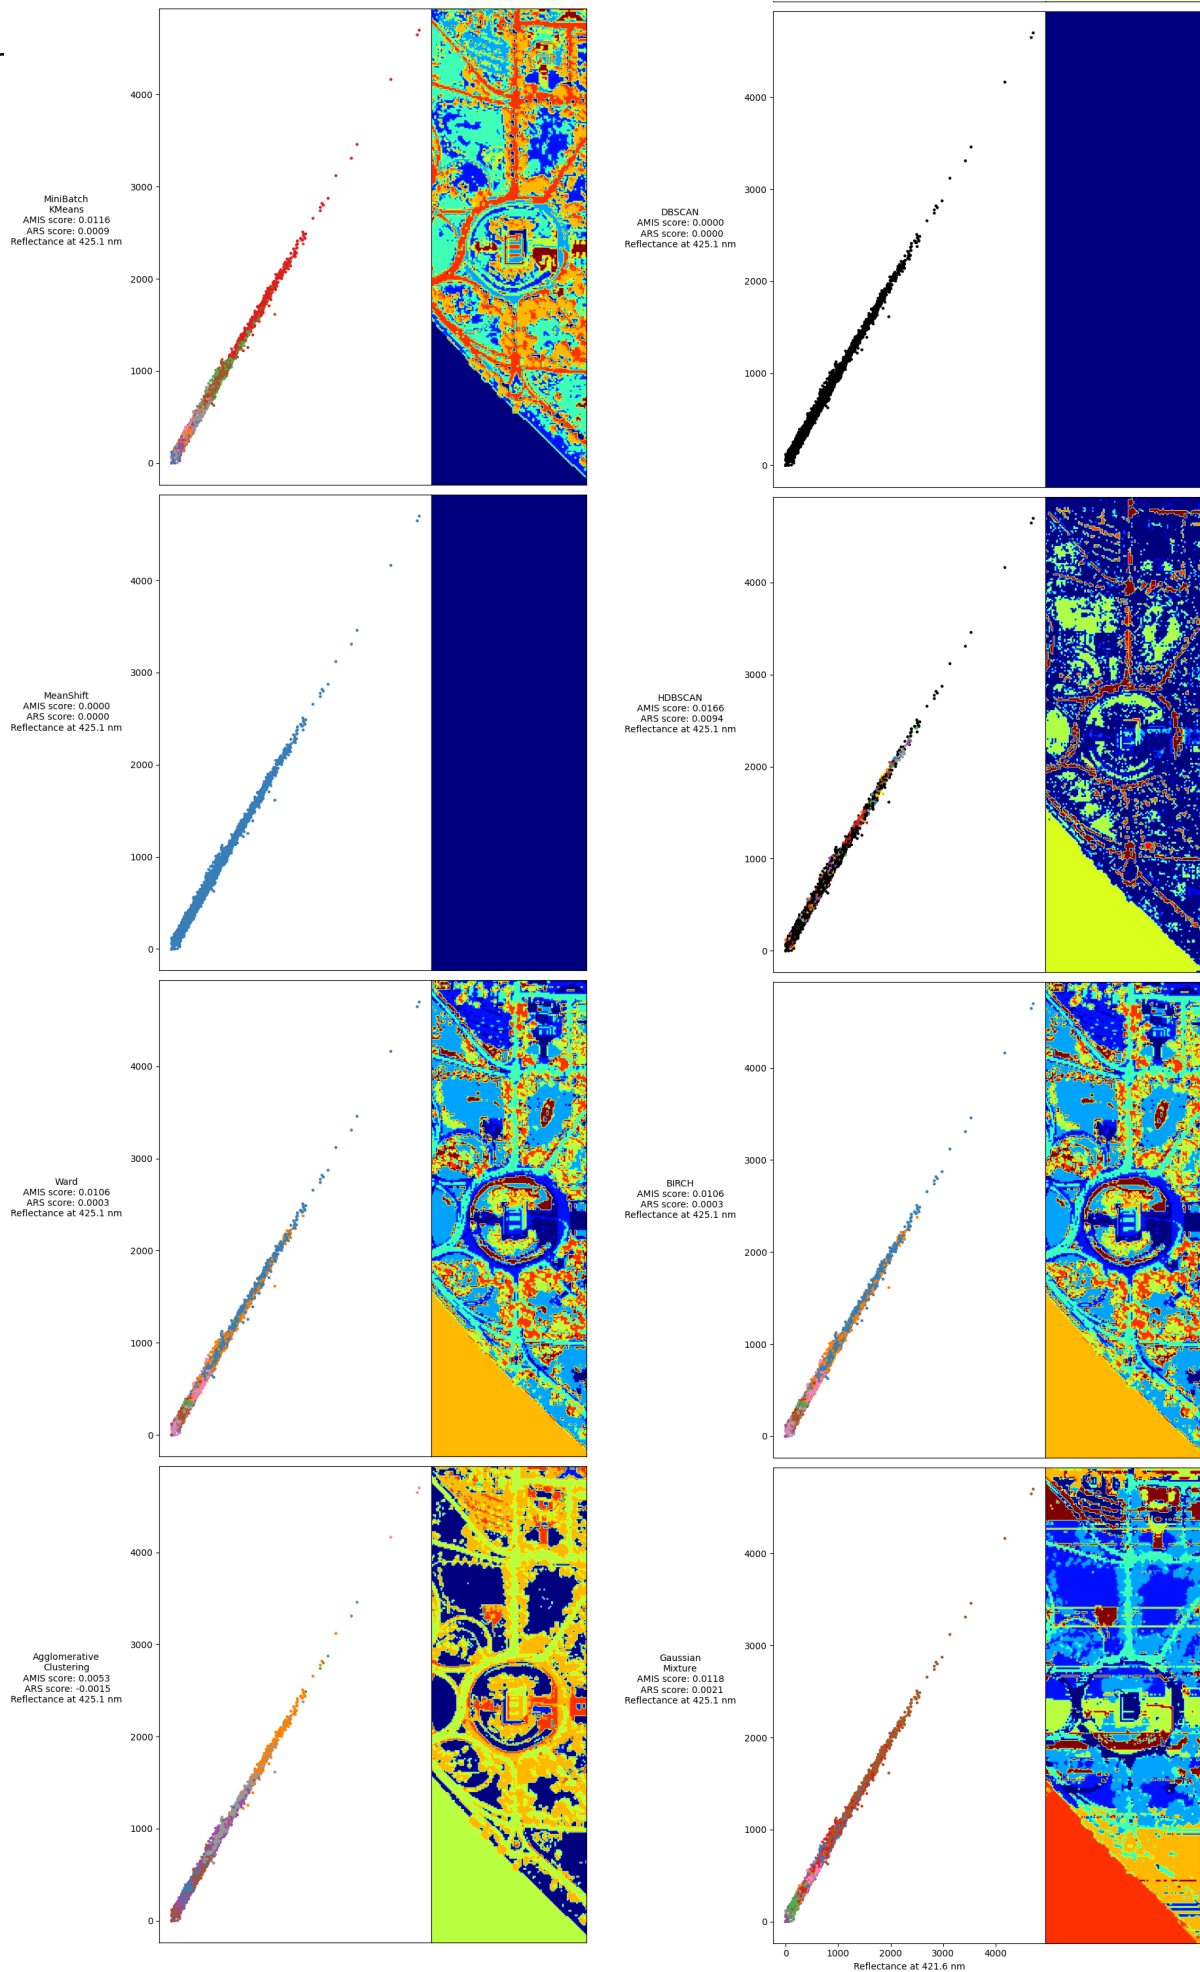 MiniBatch
KMeans
AMIS score: 0.0116
ARS score: 0.0009
Reflectance at 425.1 nm
4000
3000
2000
1000
0
DBSCAN
AMIS score: 0.0000
ARS score: 0.0000
Reflectance at 425.1 nm
4000
3000
2000
1000
0
MeanShift
AMIS score: 0.0000
ARS score: 0.0000
Reflectance at 425.1 nm
4000
3000
2000
1000
0
HDBSCAN
AMIS score: 0.0166
ARS score: 0.0094
Reflectance at 425.1 nm
4000
3000
2000
1000
0
Ward
AMIS score: 0.0106
ARS score: 0.0003
Reflectance at 425.1 nm
4000
3000
2000
1000
0
BIRCH
AMIS score: 0.0106
ARS score: 0.0003
Reflectance at 425.1 nm
4000
3000
2000
1000
0
Agglomerative
Clustering
AMIS score: 0.0053
ARS score: -0.0015
Reflectance at 425.1 nm
4000
3000
2000
1000
0
Gaussian
Mixture
AMIS score: 0.0118
ARS score: 0.0021
Reflectance at 425.1 nm
4000
3000
2000
1000
0
0 1000 2000 3000 4000
Reflectance at 421.6 nm